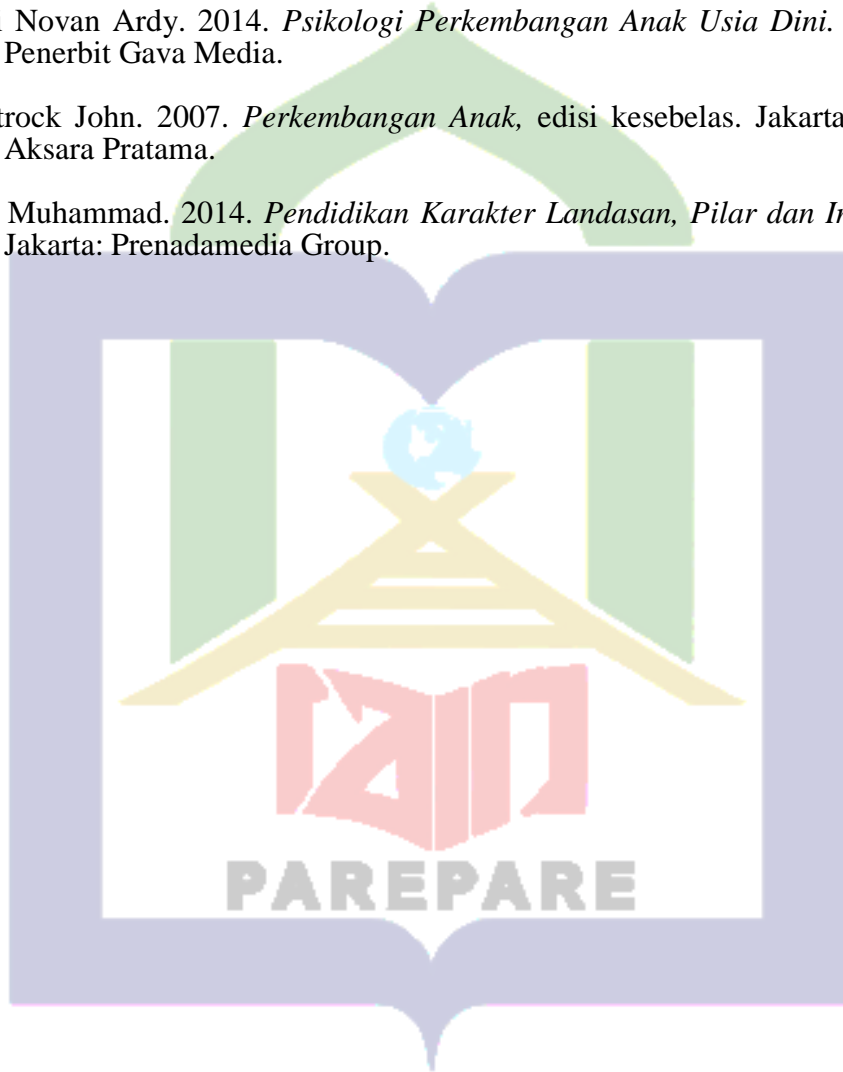 i Novan Ardy. 2014. Psikologi Perkembangan Anak Usia Dini.
Penerbit Gava Media.
trock John. 2007. Perkembangan Anak, edisi kesebelas. Jakarta
Aksara Pratama.
Muhammad. 2014. Pendidikan Karakter Landasan, Pilar dan
Jakarta: Prenadamedia Group.
iain
PAREPARE